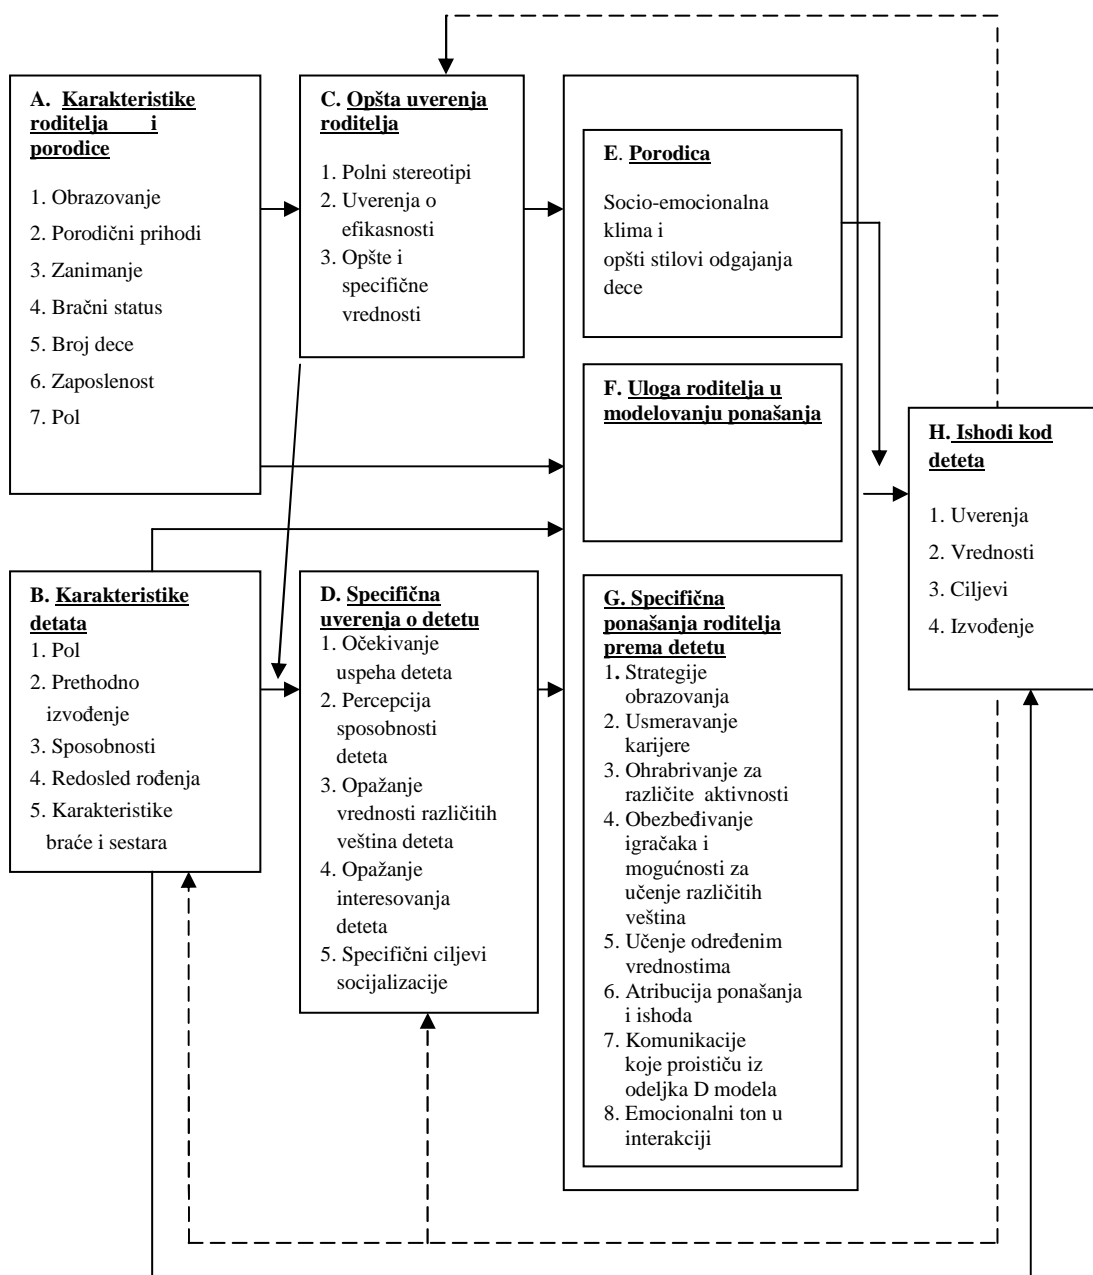 A. Karakteristike
roditelja i
porodice
1. Obrazovanje
2. Porodični prihodi
3. Zanimanje
4. Bračni status
5. Broj dece
6. Zaposlenost
7. Pol
C. Opšta uverenja
roditelja
1. Polni stereotipi
2. Uverenja o
efikasnosti
3. Opšte i
specifične
vrednosti
E. Porodica
Socio-emocionalna
klima i
opšti stilovi odgajanja
dece
F. Uloga roditelja u
modelovanju ponašanja
H. Ishodi kod
deteta
1. Uverenja
2. Vrednosti
3. Ciljevi
4. Izvođenje
B. Karakteristike
detata
1. Pol
2. Prethodno
izvođenje
3. Sposobnosti
4. Redosled rođenja
5. Karakteristike
braće i sestara
D. Specifična
uverenja o detetu
1. Očekivanje
uspeha deteta
2. Percepcija
sposobnosti
deteta
3. Opažanje
vrednosti različitih
veština deteta
4. Opažanje
interesovanja
deteta
5. Specifični ciljevi
socijalizacije
G. Specifična
ponašanja roditelja
prema detetu
1. Strategije
obrazovanja
2. Usmeravanje
karijere
3. Ohrabrivanje za
različite aktivnosti
4. Obezbeđivanje
igračaka i
mogućnosti za
učenje različitih
veština
5. Učenje određenim
vrednostima
6. Atribucija ponašanja
i ishoda
7. Komunikacije
koje proističu iz
odeljka D modela
8. Emocionalni ton u
interakciji